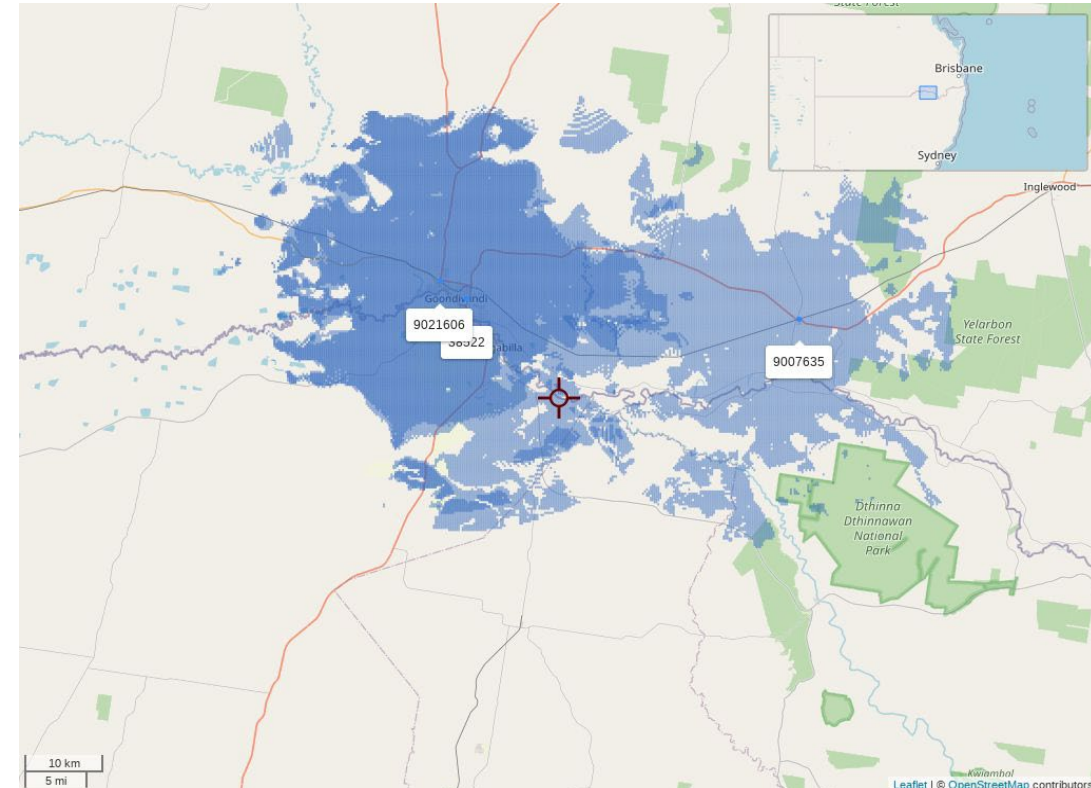 Brisbane
Sydney
Inglewood
9021606
38522
9007635
Yelarbon
State Forest
Dthinna
Dthinnawan
National
Park
10 km
5 mi
Leaflet | © OpenStreetMap contributors